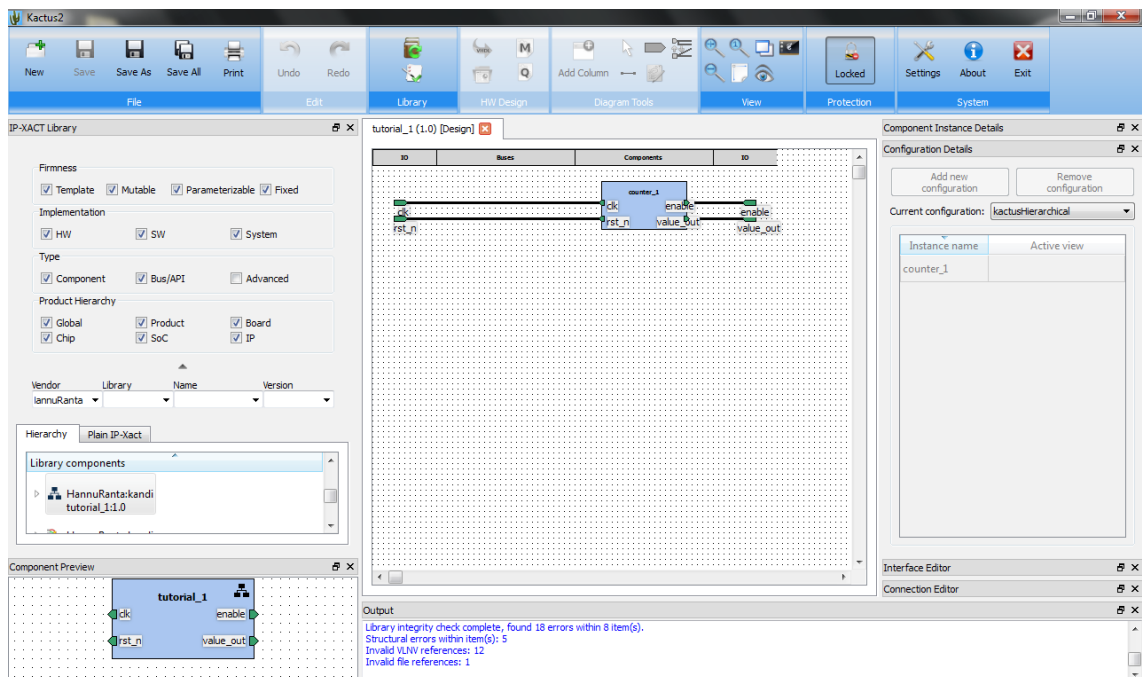 Kactus2
New Save Save As Save All Print Undo Redo M Q Add Column Locked Settings About Exit
File Edit Library HW Design Diagram Tools View Protection System
IP-XACT Library
Firmness
Template Mutable Parameterizable Fixed
Implementation
HW SW System
Type
Component Bus/API Advanced
Product Hierarchy
Global Product Board
Chip SoC IP
Vendor Library Name Version
IannuRanta
Hierarchy Plain IP-Xact
Library components
HannuRanta:kandi
tutorial_1:1.0
Component Preview
tutorial_1
clk enable
rst_n value_out
tutorial_1 (1.0) [Design]
IO Buses Components IO
counter_1
clk clk enable enable
rst_n rst_n value_out value_out
Output
Library integrity check complete, found 18 errors within 8 item(s).
Structural errors within item(s): 5
Invalid VLNV references: 12
Invalid file references: 1
Component Instance Details
Configuration Details
Add new
configuration
Remove
configuration
Current configuration: kactusHierarchical
Instance name Active view
counter_1
Interface Editor
Connection Editor